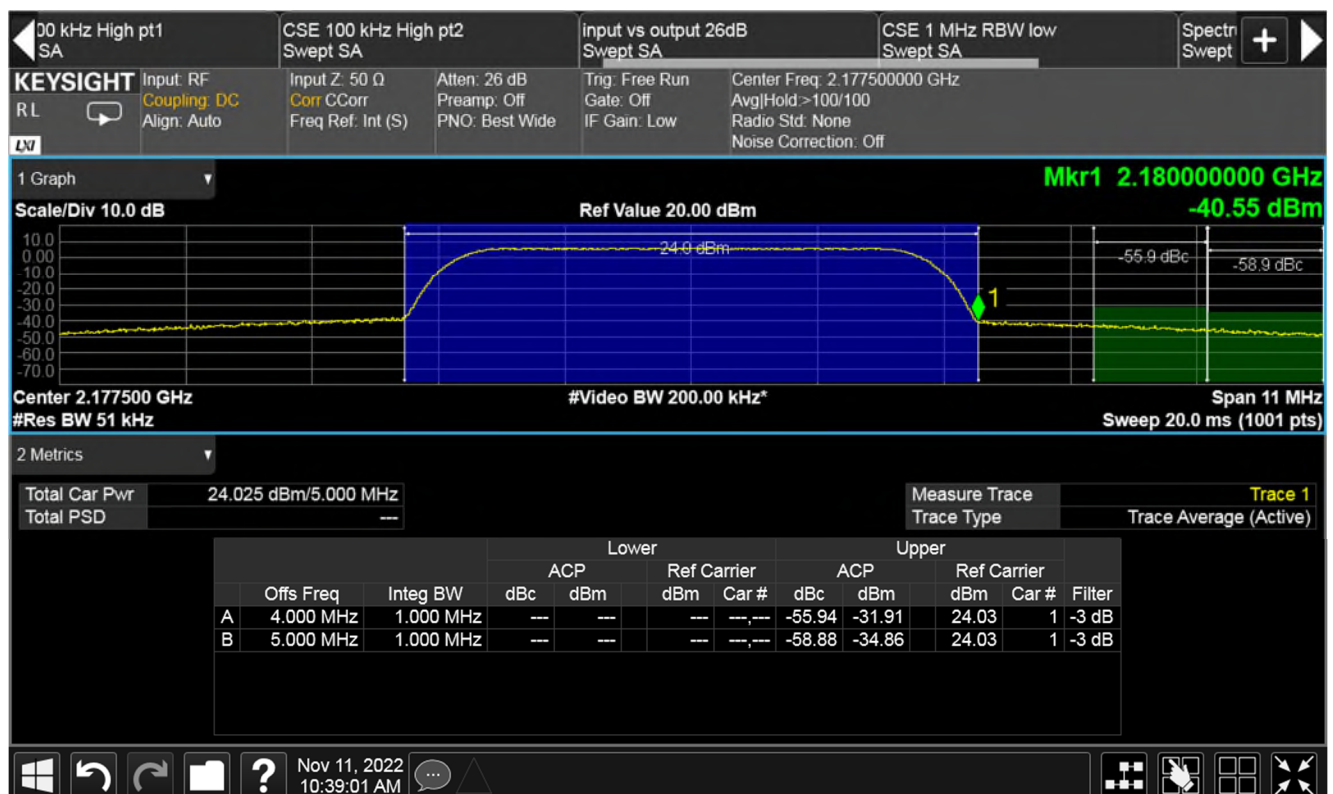 00 kHz High pt1
SA
CSE 100 kHz High pt2
Swept SA
input vs output 26dB
Swept SA
CSE 1 MHz RBW low
Swept SA
Spectr
Swept
KEYSIGHT
RL
LXI
Input: RF
Coupling: DC
Align: Auto
Input Z: 50 Ω
Corr CCorr
Freq Ref: Int (S)
Atten: 26 dB
Preamp: Off
PNO: Best Wide
Trig: Free Run
Gate: Off
IF Gain: Low
Center Freq: 2.177500000 GHz
Avg|Hold:>100/100
Radio Std: None
Noise Correction: Off
1 Graph
Mkr1 2.180000000 GHz
Scale/Div 10.0 dB
Ref Value 20.00 dBm
-40.55 dBm
10.0
0.00
-10.0
-20.0
-30.0
-40.0
-50.0
-60.0
-70.0
24.0 dBm
1
-55.9 dBc
-58.9 dBc
Center 2.177500 GHz
#Video BW 200.00 kHz*
Span 11 MHz
#Res BW 51 kHz
Sweep 20.0 ms (1001 pts)
2 Metrics
Total Car Pwr 24.025 dBm/5.000 MHz
Total PSD ---
Measure Trace Trace 1
Trace Type Trace Average (Active)
Lower Upper
ACP Ref Carrier ACP Ref Carrier
Offs Freq Integ BW dBc dBm dBm Car # dBc dBm dBm Car # Filter
A 4.000 MHz 1.000 MHz --- --- --- ---,--- -55.94 -31.91 24.03 1 -3 dB
B 5.000 MHz 1.000 MHz --- --- --- ---,--- -58.88 -34.86 24.03 1 -3 dB
?
Nov 11, 2022
10:39:01 AM